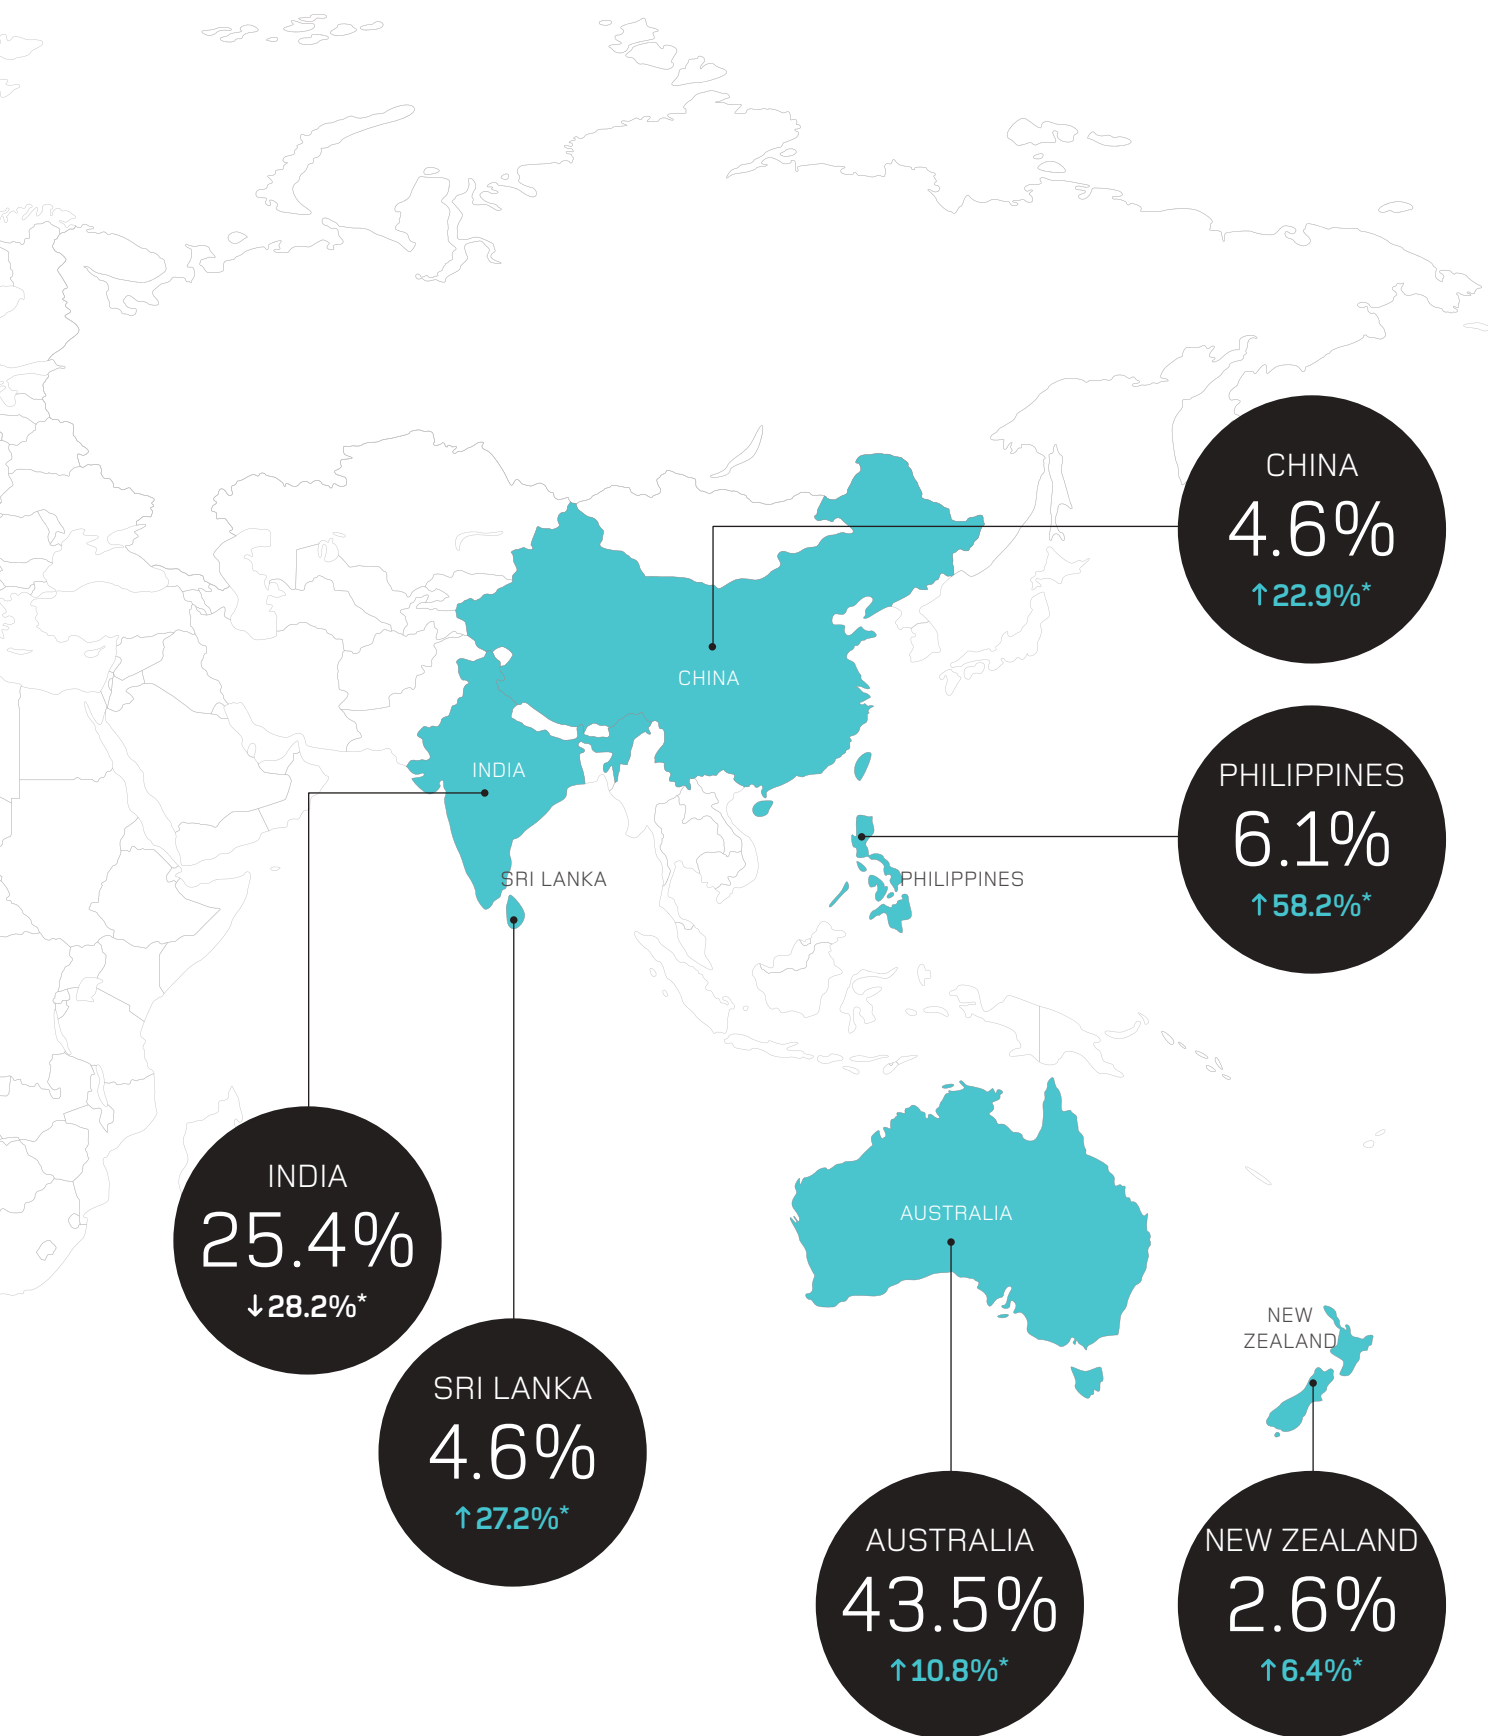 CHINA
4.6%
↑22.9%*
CHINA
PHILIPPINES
6.1%
↑58.2%*
INDIA
SRI LANKA
PHILIPPINES
INDIA
25.4%
↓28.2%*
AUSTRALIA
NEW
ZEALAND
SRI LANKA
4.6%
↑27.2%*
AUSTRALIA
43.5%
↑10.8%*
NEW ZEALAND
2.6%
↑6.4%*